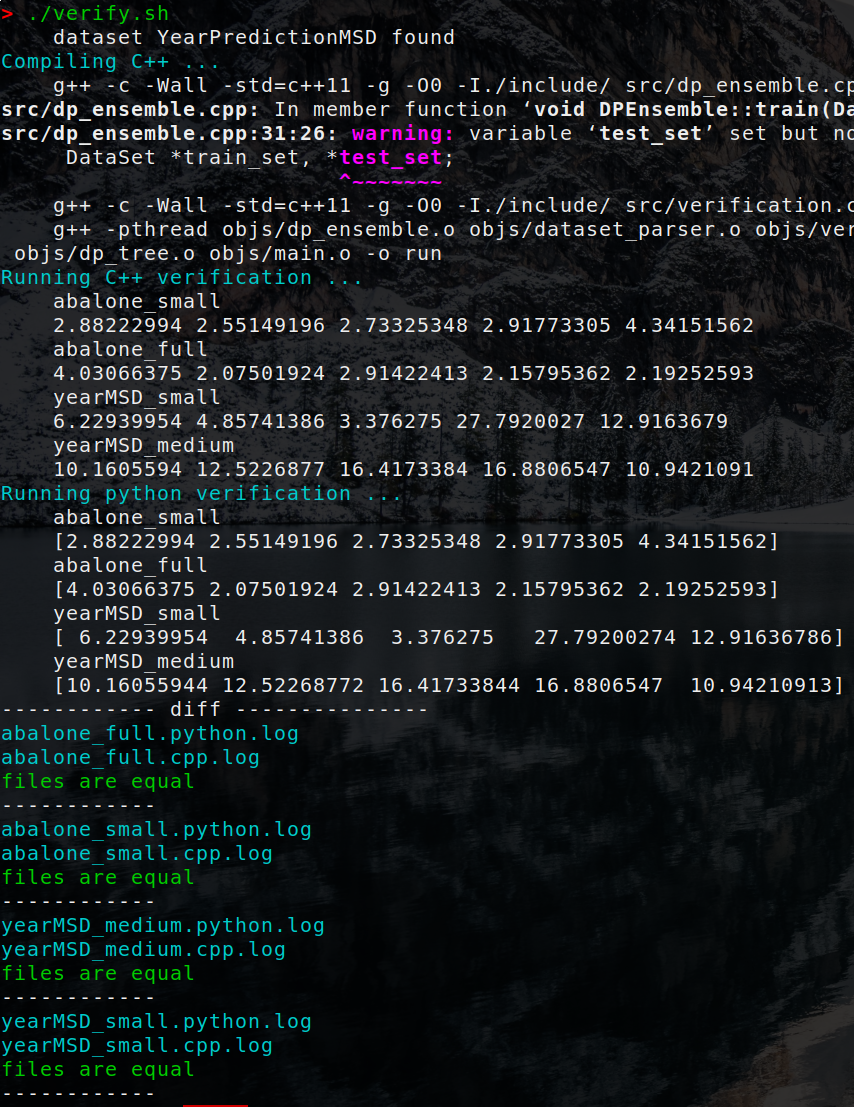 > ./verify.sh
dataset YearPredictionMSD found
Compiling C++ ...
g++ -c -Wall -std=c++11 -g -O0 -I./include/ src/dp_ensemble.cp
src/dp_ensemble.cpp: In member function ‘void DPEnsemble::train(Da
src/dp_ensemble.cpp:31:26: warning: variable ‘test_set’ set but no
DataSet *train_set, *test_set;
^~~~~~~~
g++ -c -Wall -std=c++11 -g -O0 -I./include/ src/verification.c
g++ -pthread objs/dp_ensemble.o objs/dataset_parser.o objs/ver
objs/dp_tree.o objs/main.o -o run
Running C++ verification ...
abalone_small
2.88222994 2.55149196 2.73325348 2.91773305 4.34151562
abalone_full
4.03066375 2.07501924 2.91422413 2.15795362 2.19252593
yearMSD_small
6.22939954 4.85741386 3.376275 27.7920027 12.9163679
yearMSD_medium
10.1605594 12.5226877 16.4173384 16.8806547 10.9421091
Running python verification ...
abalone_small
[2.88222994 2.55149196 2.73325348 2.91773305 4.34151562]
abalone_full
[4.03066375 2.07501924 2.91422413 2.15795362 2.19252593]
yearMSD_small
[ 6.22939954  4.85741386  3.376275   27.79200274 12.91636786]
yearMSD_medium
[10.16055944 12.52268772 16.41733844 16.8806547  10.94210913]
------------ diff ---------------
abalone_full.python.log
abalone_full.cpp.log
files are equal
------------
abalone_small.python.log
abalone_small.cpp.log
files are equal
------------
yearMSD_medium.python.log
yearMSD_medium.cpp.log
files are equal
------------
yearMSD_small.python.log
yearMSD_small.cpp.log
files are equal
------------